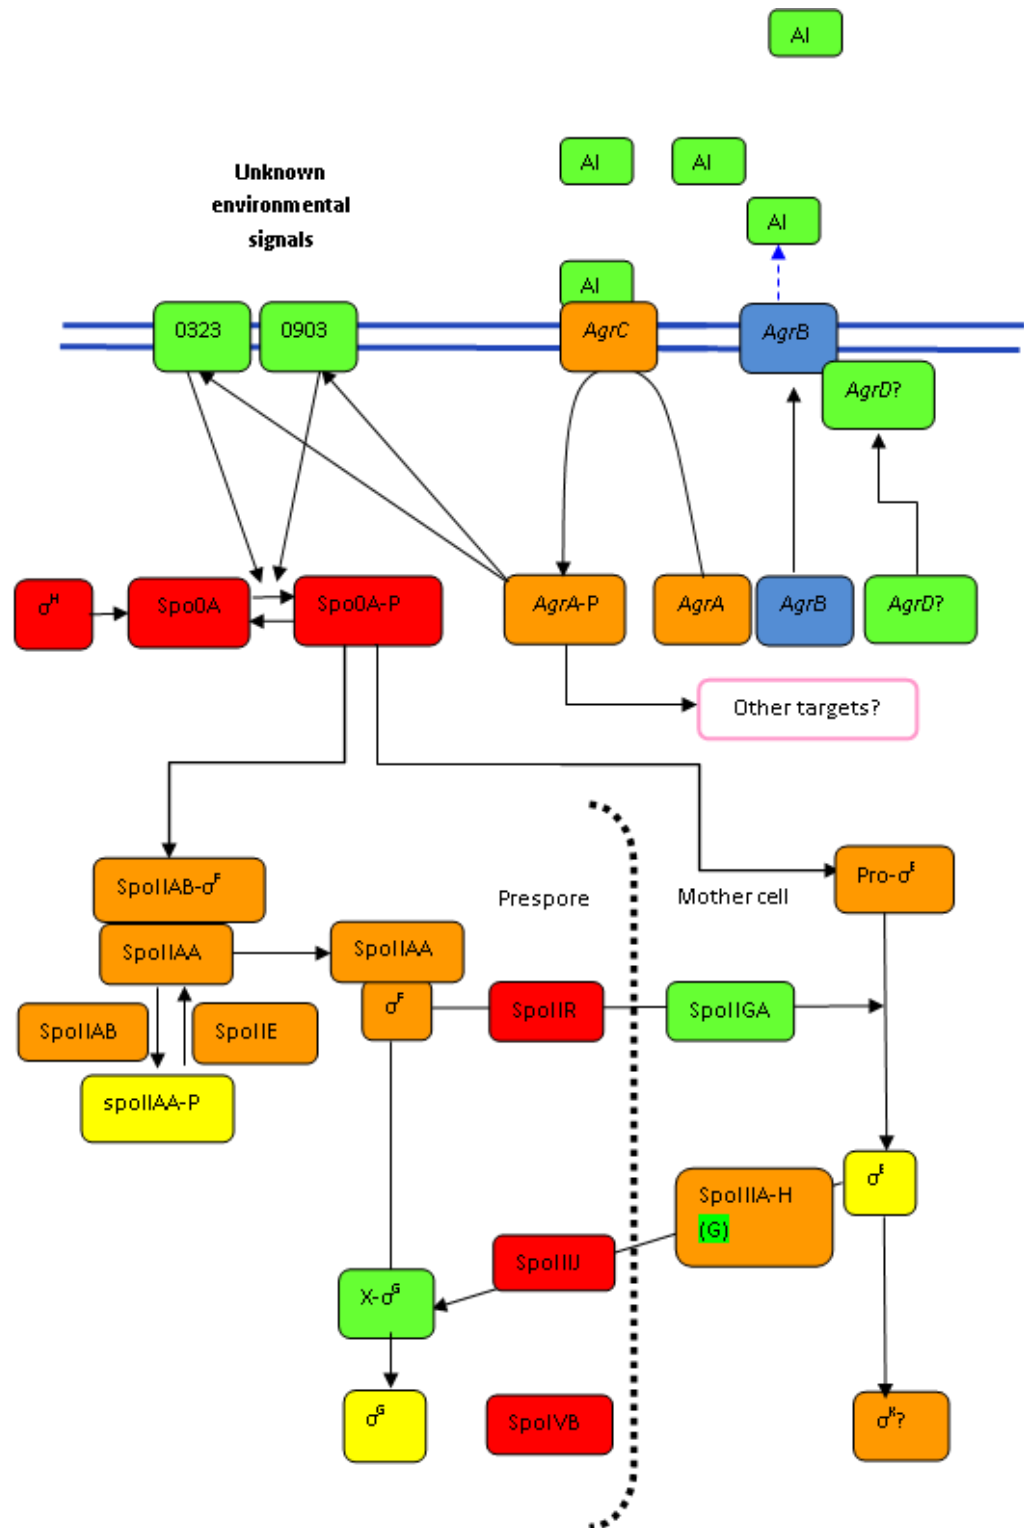 AI
AI
AI
Unknown
environmental
signals
AI
AI
0323
0903
AgrC
AgrB
AgrD?
σH
Spo0A
Spo0A-P
AgrA-P
AgrA
AgrB
AgrD?
Other targets?
SpoIIAB-σF
Pro-σE
Prespore
Mother cell
SpoIIAA
SpoIIAA
σF
SpoIIR
SpoIIGA
SpoIIAB
SpoIIE
spoIIAA-P
σE
SpoIIIA-H
(G)
SpoIIIJ
X-σG
σG
SpoIVB
σK?